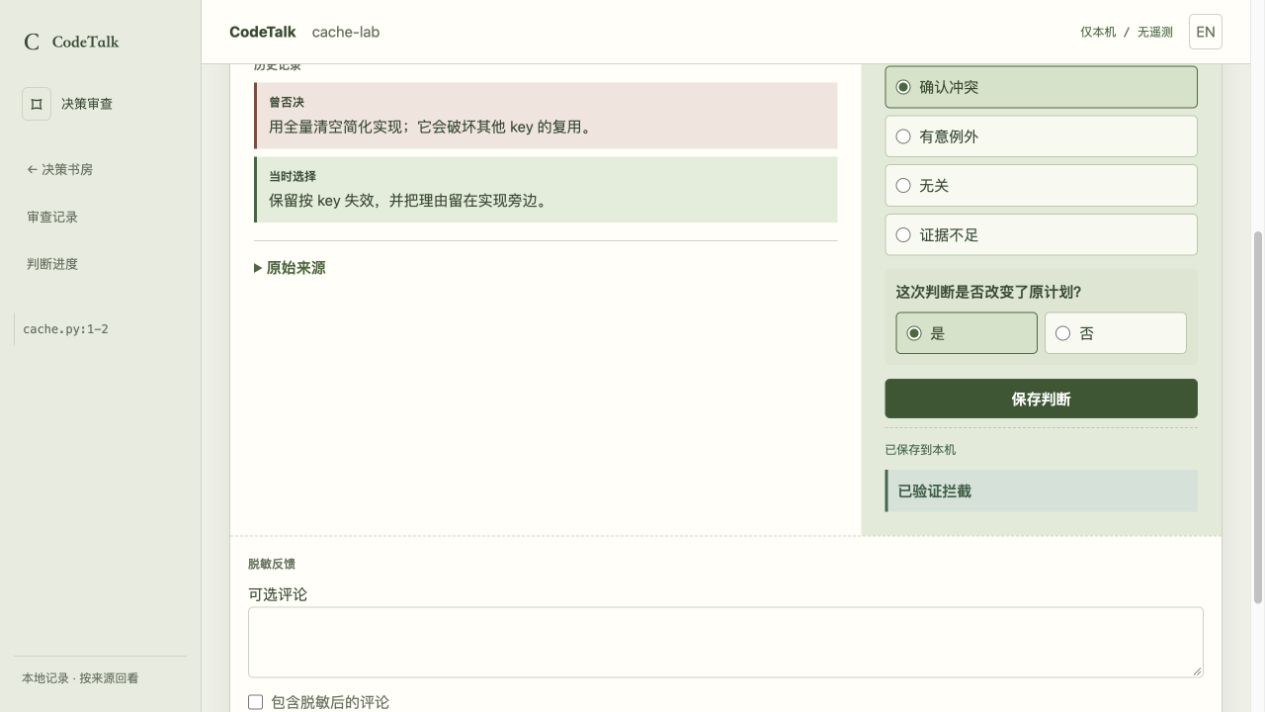 C CodeTalk
决策审查
← 决策书房
审查记录
判断进度
cache.py:1-2
本地记录 · 按来源回看
CodeTalk cache-lab
仅本机 / 无遥测
EN
历史记录
曾否决
用全量清空简化实现；它会破坏其他 key 的复用。
当时选择
保留按 key 失效，并把理由留在实现旁边。
▶ 原始来源
确认冲突
有意例外
无关
证据不足
这次判断是否改变了原计划?
是
否
保存判断
已保存到本机
已验证拦截
脱敏反馈
可选评论
包含脱敏后的评论